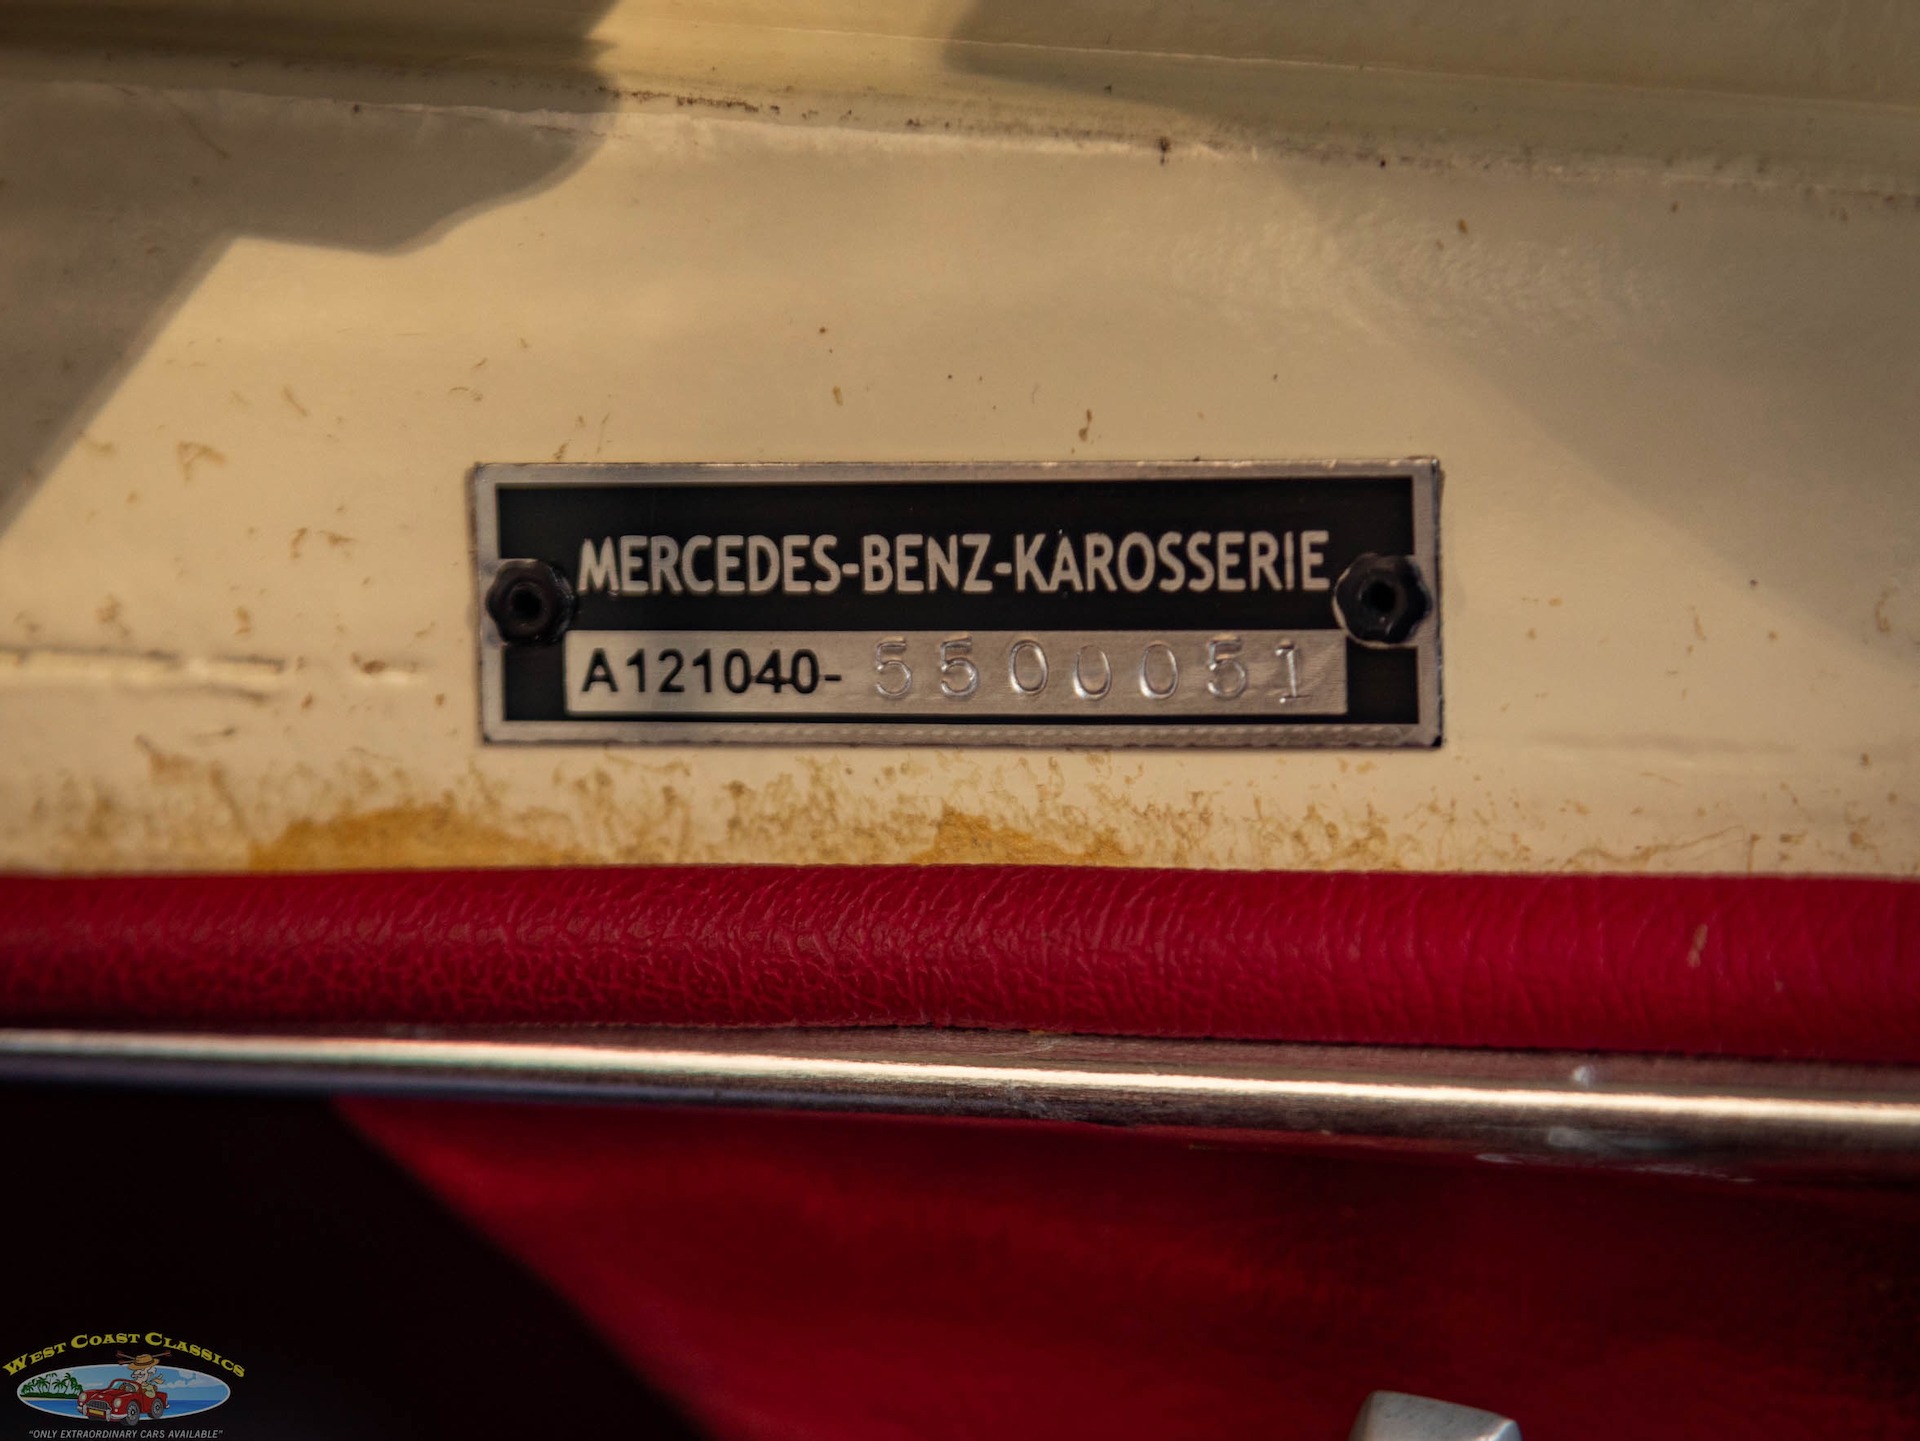 MERCEDES-BENZ-KAROSSERIE
A121040- 5500051
WEST COAST CLASSICS
"ONLY EXTRAORDINARY CARS AVAILABLE"